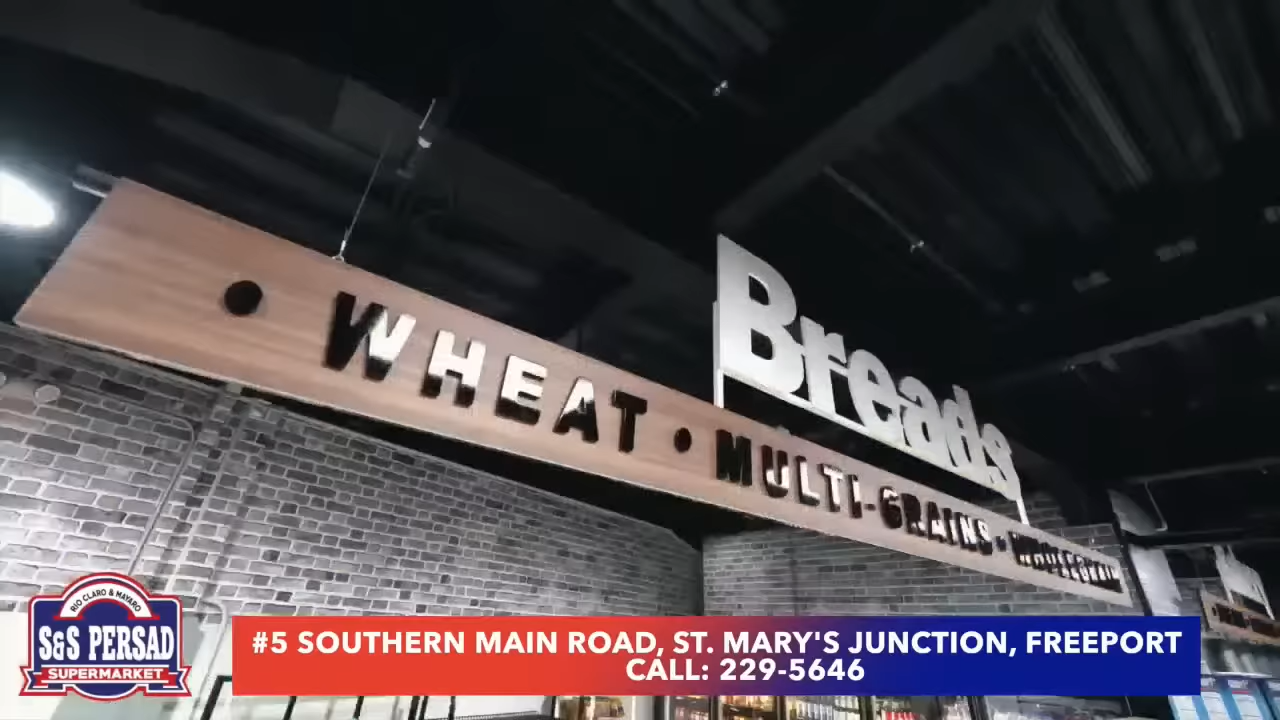 Breads
• WHEAT • MULTI-GRAINS • WHOLEGRAIN
RIO CLARO & MAYARO
S&S PERSAD
SUPERMARKET
#5 SOUTHERN MAIN ROAD, ST. MARY'S JUNCTION, FREEPORT
CALL: 229-5646